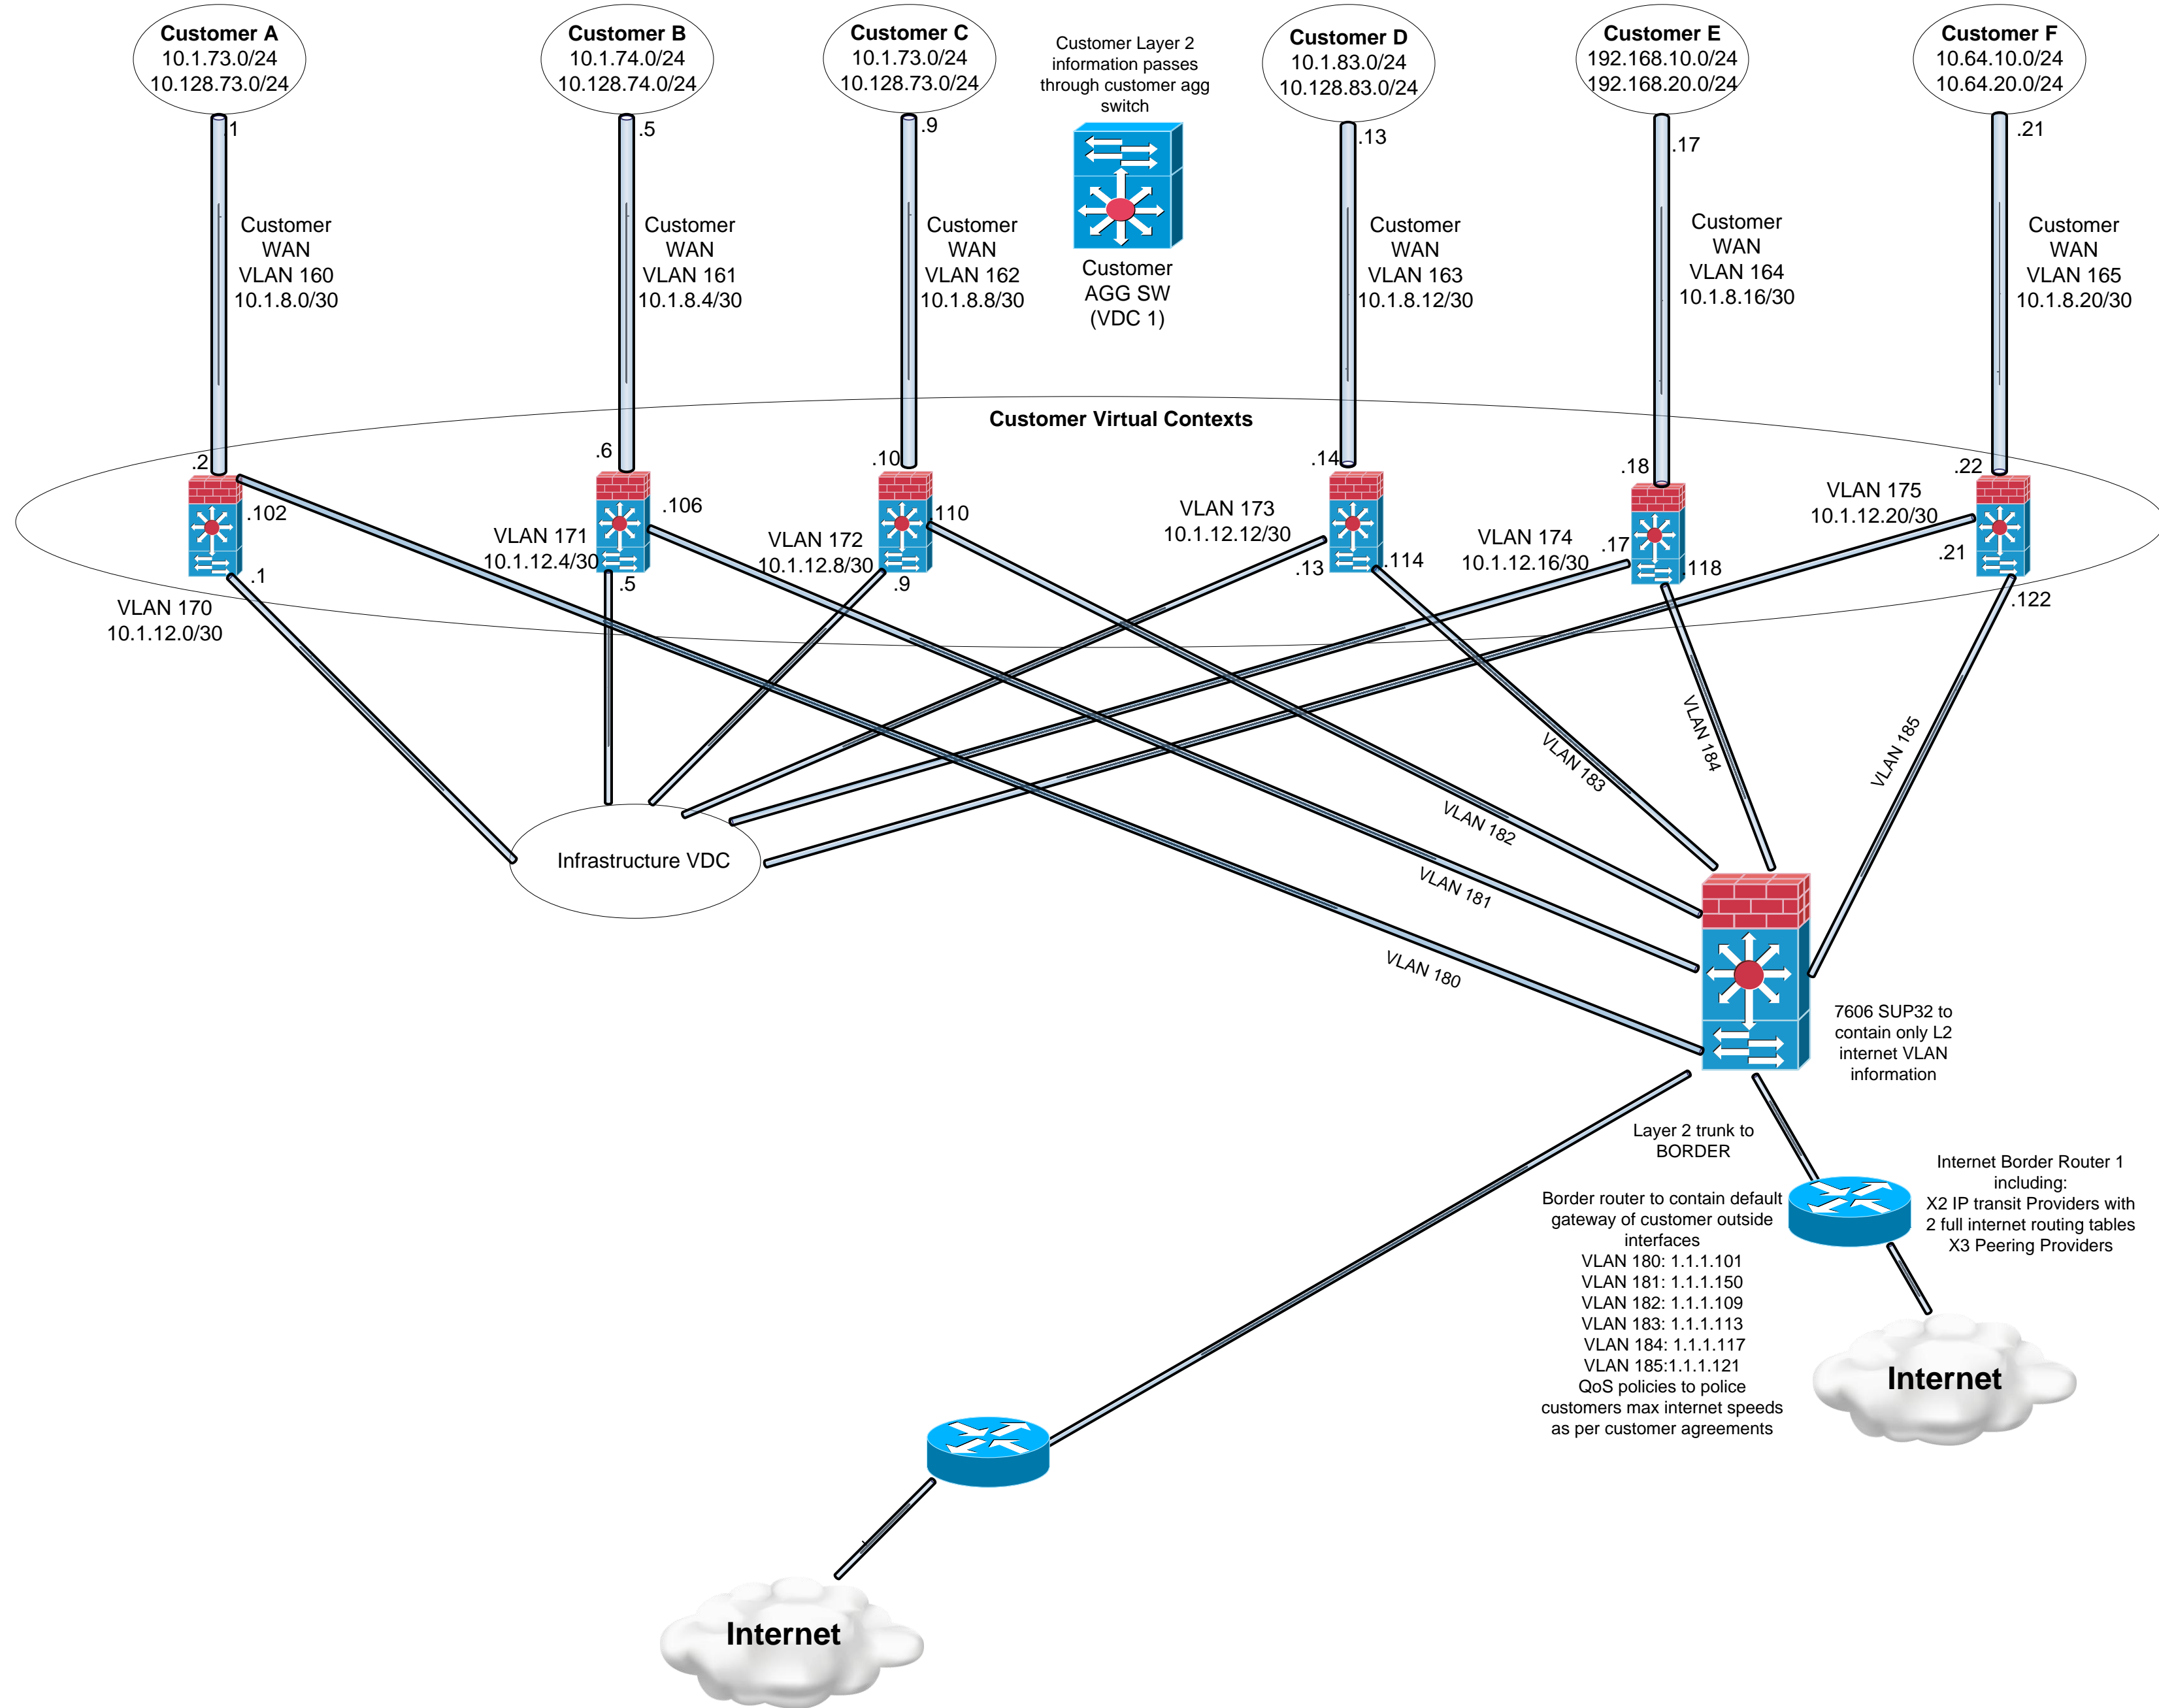 Customer A
10.1.73.0/24
10.128.73.0/24
Customer B
10.1.74.0/24
10.128.74.0/24
Customer C
10.1.73.0/24
10.128.73.0/24
Customer Layer 2
information passes
through customer agg
switch
Customer D
10.1.83.0/24
10.128.83.0/24
Customer E
192.168.10.0/24
192.168.20.0/24
Customer F
10.64.10.0/24
10.64.20.0/24
.1
.5
.9
.13
.17
.21
Customer
WAN
VLAN 160
10.1.8.0/30
Customer
WAN
VLAN 161
10.1.8.4/30
Customer
WAN
VLAN 162
10.1.8.8/30
Customer
AGG SW
(VDC 1)
Customer
WAN
VLAN 163
10.1.8.12/30
Customer
WAN
VLAN 164
10.1.8.16/30
Customer
WAN
VLAN 165
10.1.8.20/30
Customer Virtual Contexts
.2
.6
.10
.14
.18
.22
.102
.106
110
.114
.118
.122
.1
.5
.9
.13
.17
.21
VLAN 170
10.1.12.0/30
VLAN 171
10.1.12.4/30
VLAN 172
10.1.12.8/30
VLAN 173
10.1.12.12/30
VLAN 174
10.1.12.16/30
VLAN 175
10.1.12.20/30
VLAN 183
VLAN 184
VLAN 185
VLAN 182
VLAN 181
VLAN 180
Infrastructure VDC
7606 SUP32 to
contain only L2
internet VLAN
information
Layer 2 trunk to
BORDER
Internet Border Router 1
including:
X2 IP transit Providers with
2 full internet routing tables
X3 Peering Providers
Border router to contain default
gateway of customer outside
interfaces
VLAN 180: 1.1.1.101
VLAN 181: 1.1.1.150
VLAN 182: 1.1.1.109
VLAN 183: 1.1.1.113
VLAN 184: 1.1.1.117
VLAN 185:1.1.1.121
QoS policies to police
customers max internet speeds
as per customer agreements
Internet
Internet